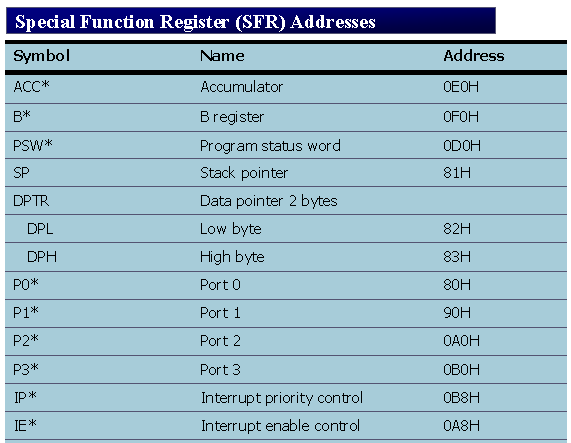 Special Function Register (SFR) Addresses
Symbol Name Address
ACC* Accumulator 0E0H
B* B register 0F0H
PSW* Program status word 0D0H
SP Stack pointer 81H
DPTR Data pointer 2 bytes
DPL Low byte 82H
DPH High byte 83H
P0* Port 0 80H
P1* Port 1 90H
P2* Port 2 0A0H
P3* Port 3 0B0H
IP* Interrupt priority control 0B8H
IE* Interrupt enable control 0A8H